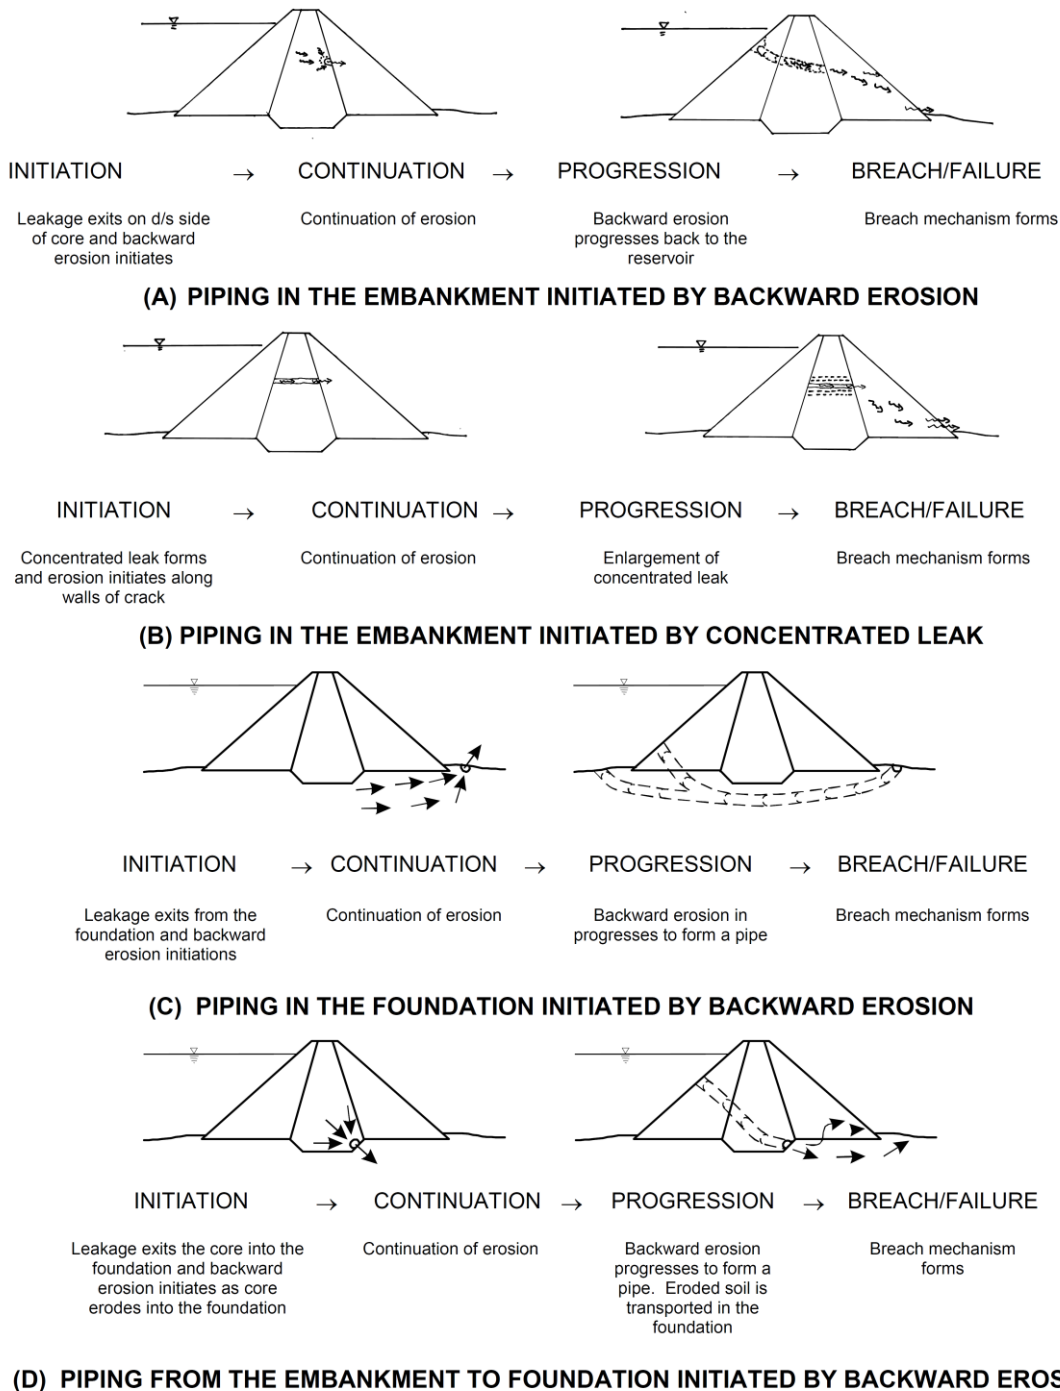 INITIATION → CONTINUATION → PROGRESSION → BREACH/FAILURE
Leakage exits on d/s side
of core and backward
erosion initiates
Continuation of erosion
Backward erosion
progresses back to the
reservoir
Breach mechanism forms
(A) PIPING IN THE EMBANKMENT INITIATED BY BACKWARD EROSION
INITIATION → CONTINUATION → PROGRESSION → BREACH/FAILURE
Concentrated leak forms
and erosion initiates along
walls of crack
Continuation of erosion
Enlargement of
concentrated leak
Breach mechanism forms
(B) PIPING IN THE EMBANKMENT INITIATED BY CONCENTRATED LEAK
INITIATION → CONTINUATION → PROGRESSION → BREACH/FAILURE
Leakage exits from the
foundation and backward
erosion initiations
Continuation of erosion
Backward erosion in
progresses to form a pipe
Breach mechanism forms
(C) PIPING IN THE FOUNDATION INITIATED BY BACKWARD EROSION
INITIATION → CONTINUATION → PROGRESSION → BREACH/FAILURE
Leakage exits the core into the
foundation and backward
erosion initiates as core
erodes into the foundation
Continuation of erosion
Backward erosion
progresses to form a
pipe. Eroded soil is
transported in the
foundation
Breach mechanism
forms
(D) PIPING FROM THE EMBANKMENT TO FOUNDATION INITIATED BY BACKWARD EROS